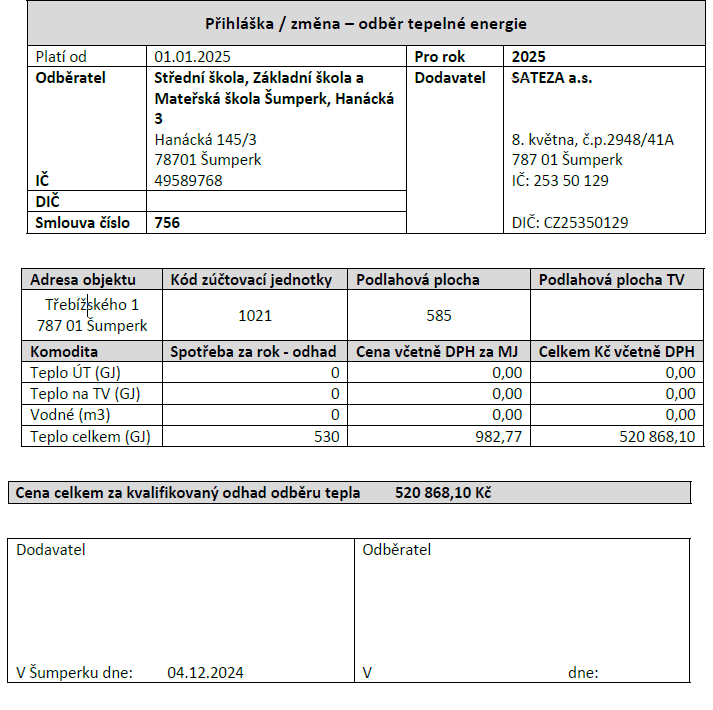 Přihláška / změna – odběr tepelné energie
Platí od 01.01.2025 Pro rok 2025
Odběratel Střední škola, Základní škola a Mateřská škola Šumperk, Hanácká 3 Dodavatel SATEZA a.s.
Hanácká 145/3 8. května, č.p.2948/41A
78701 Šumperk 787 01 Šumperk
IČ 49589768 IČ: 253 50 129
DIČ
Smlouva číslo 756 DIČ: CZ25350129
Adresa objektu Kód zúčtovací jednotky Podlahová plocha Podlahová plocha TV
Třebížského 1
787 01 Šumperk 1021 585
Komodita Spotřeba za rok - odhad Cena včetně DPH za MJ Celkem Kč včetně DPH
Teplo ÚT (GJ) 0 0,00 0,00
Teplo na TV (GJ) 0 0,00 0,00
Vodné (m3) 0 0,00 0,00
Teplo celkem (GJ) 530 982,77 520 868,10
Cena celkem za kvalifikovaný odhad odběru tepla 520 868,10 Kč
Dodavatel Odběratel
V Šumperku dne: 04.12.2024 V dne: